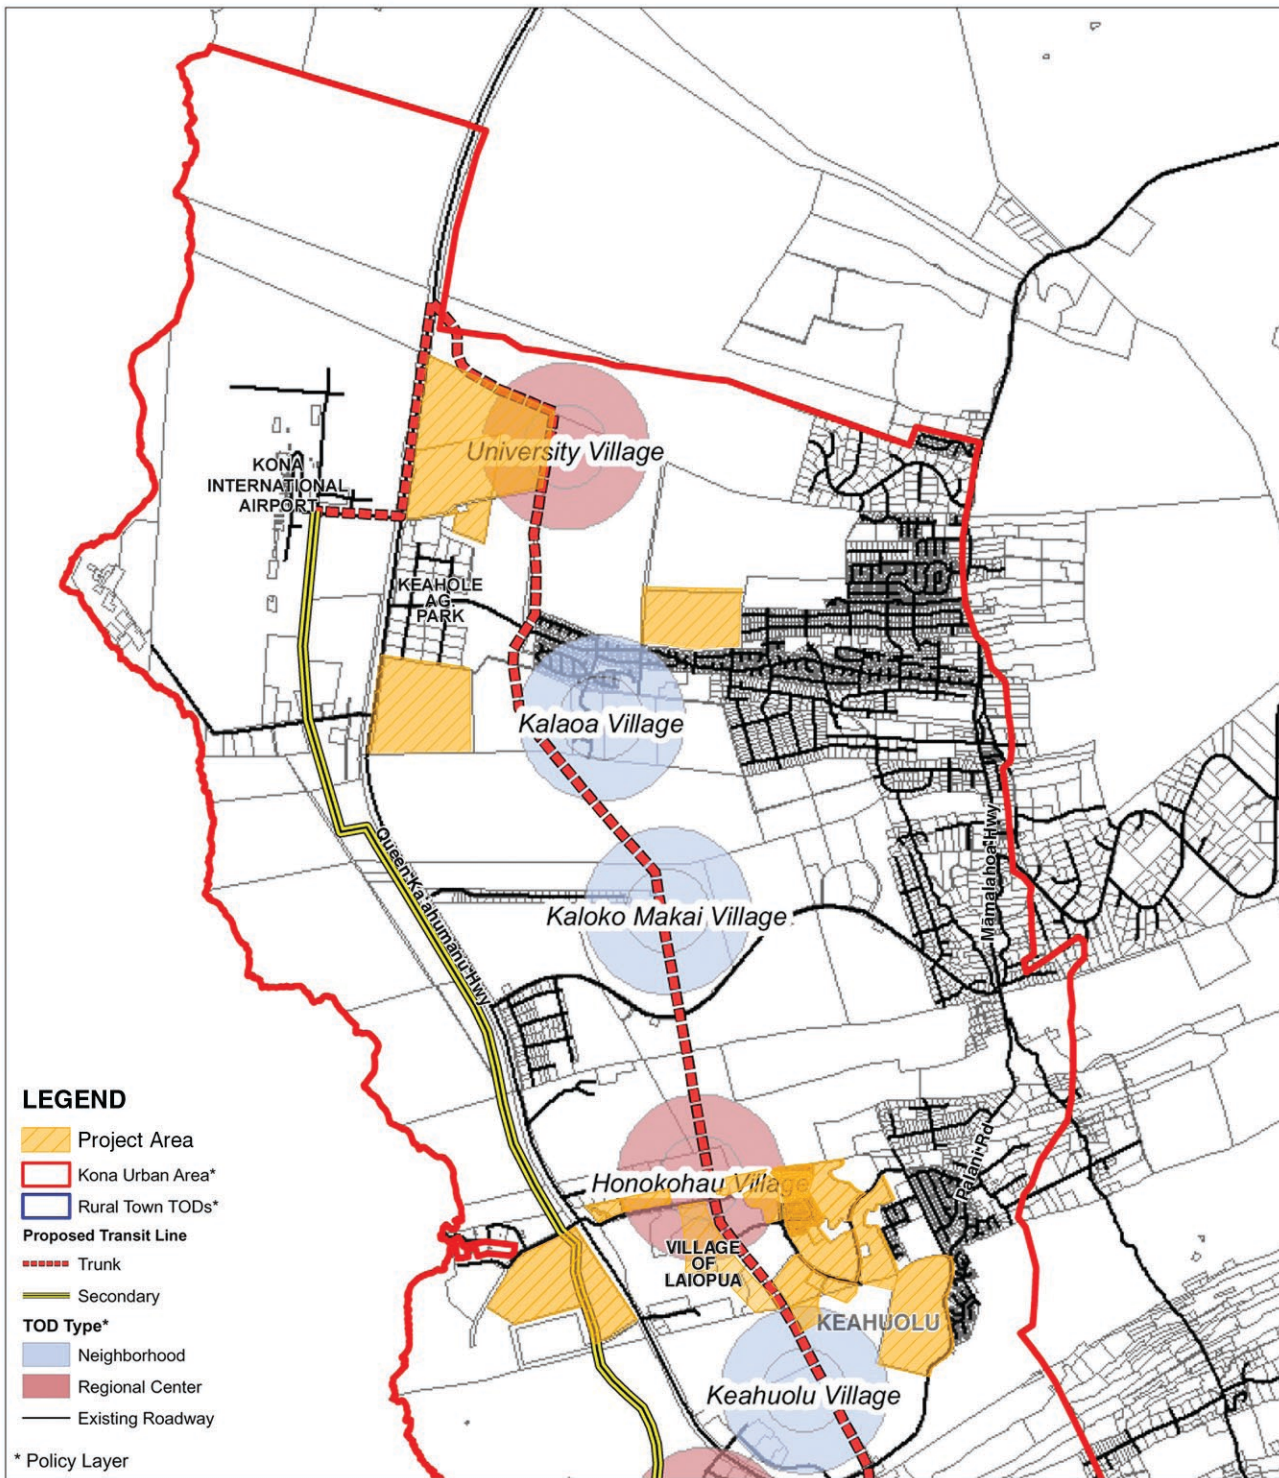 University Village
KONA
INTERNATIONAL
AIRPORT
KEAHOLE
AG.
PARK
Kalaoa Village
Queen Ka'ahumanu Hwy
Mamalahoa Hwy
Kaloko Makai Village
Palani Rd
Honokohau Village
VILLAGE
OF
LAIOPUA
KEAHUOLU
Keahuolu Village
LEGEND
Project Area
Kona Urban Area*
Rural Town TODs*
Proposed Transit Line
Trunk
Secondary
TOD Type*
Neighborhood
Regional Center
Existing Roadway
* Policy Layer